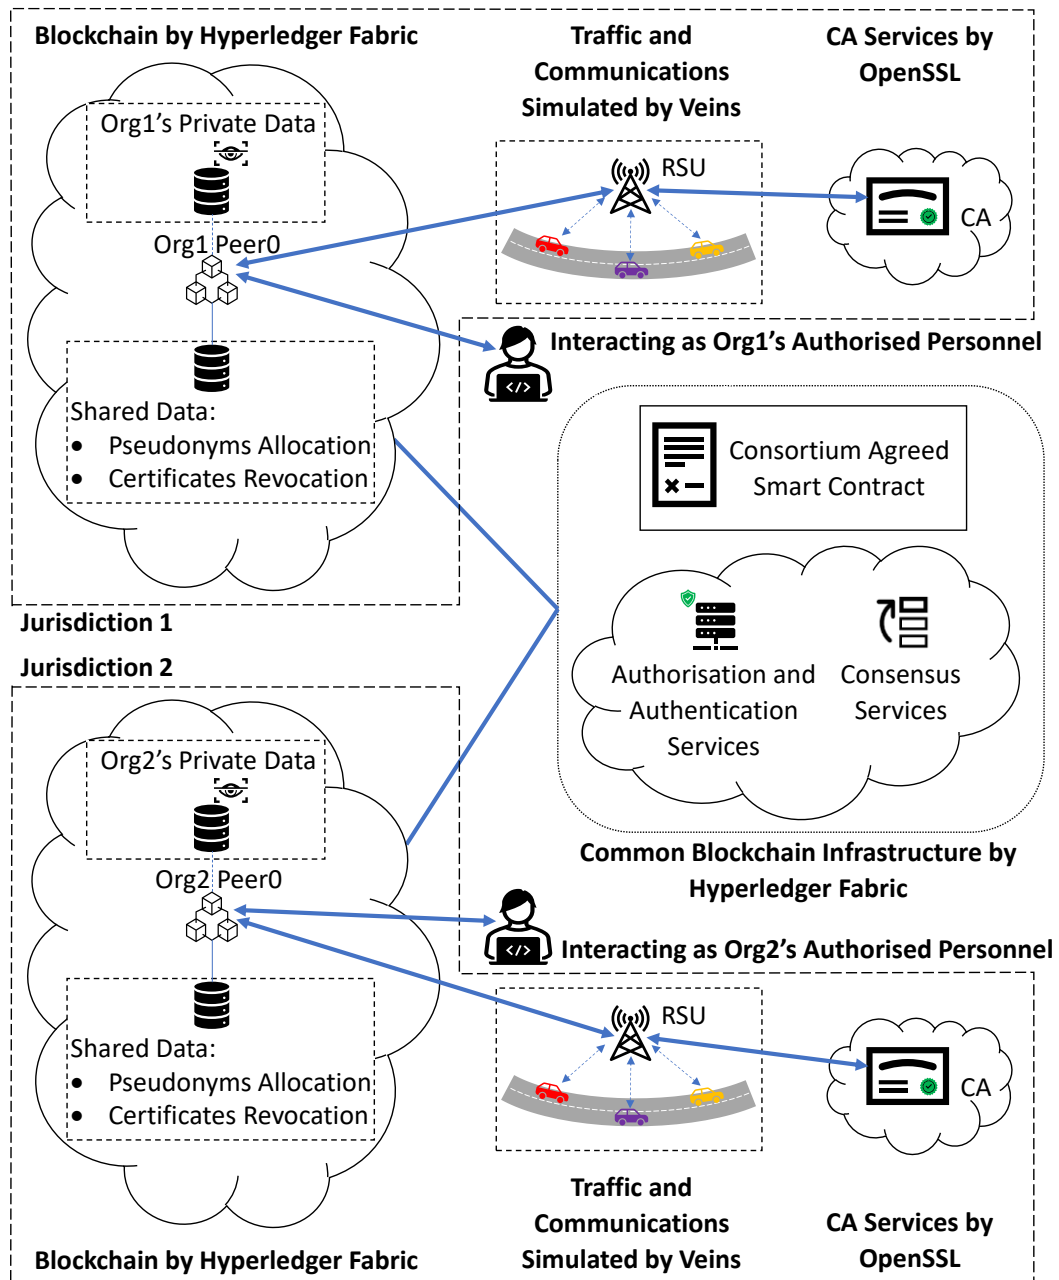 Blockchain by Hyperledger Fabric
Traffic and
Communications
Simulated by Veins
CA Services by
OpenSSL
Org1's Private Data
Org1 Peer0
Shared Data:
• Pseudonyms Allocation
• Certificates Revocation
RSU
CA
Interacting as Org1's Authorised Personnel
Jurisdiction 1
Consortium Agreed
Smart Contract
Authorisation and
Authentication
Services
Consensus
Services
Common Blockchain Infrastructure by
Hyperledger Fabric
Jurisdiction 2
Org2's Private Data
Org2 Peer0
Shared Data:
• Pseudonyms Allocation
• Certificates Revocation
Interacting as Org2's Authorised Personnel
RSU
CA
Blockchain by Hyperledger Fabric
Traffic and
Communications
Simulated by Veins
CA Services by
OpenSSL